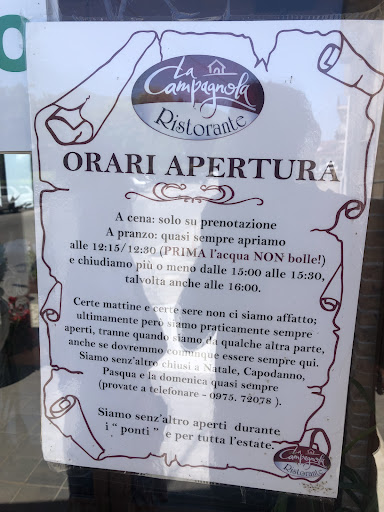 La
Campagnola
Ristorante
ORARI APERTURA
A cena: solo su prenotazione
A pranzo: quasi sempre apriamo
alle 12:15/12:30 (PRIMA l'acqua NON bolle!)
e chiudiamo più o meno dalle 15:00 alle 15:30,
talvolta anche alle 16:00.
Certe mattine e certe sere non ci siamo affatto;
ultimamente però siamo praticamente sempre
aperti, tranne quando siamo in qualche altra parte,
anche se dovremmo comunque essere sempre qui.
Siamo senz'altro chiusi a Natale, Capodanno,
Pasqua e la domenica quasi sempre
(provate a telefonare - 0975. 72078 ).
Siamo senz'altro aperti durante
i " ponti " e per tutta l'estate.
La
Campagnola
Ristorante